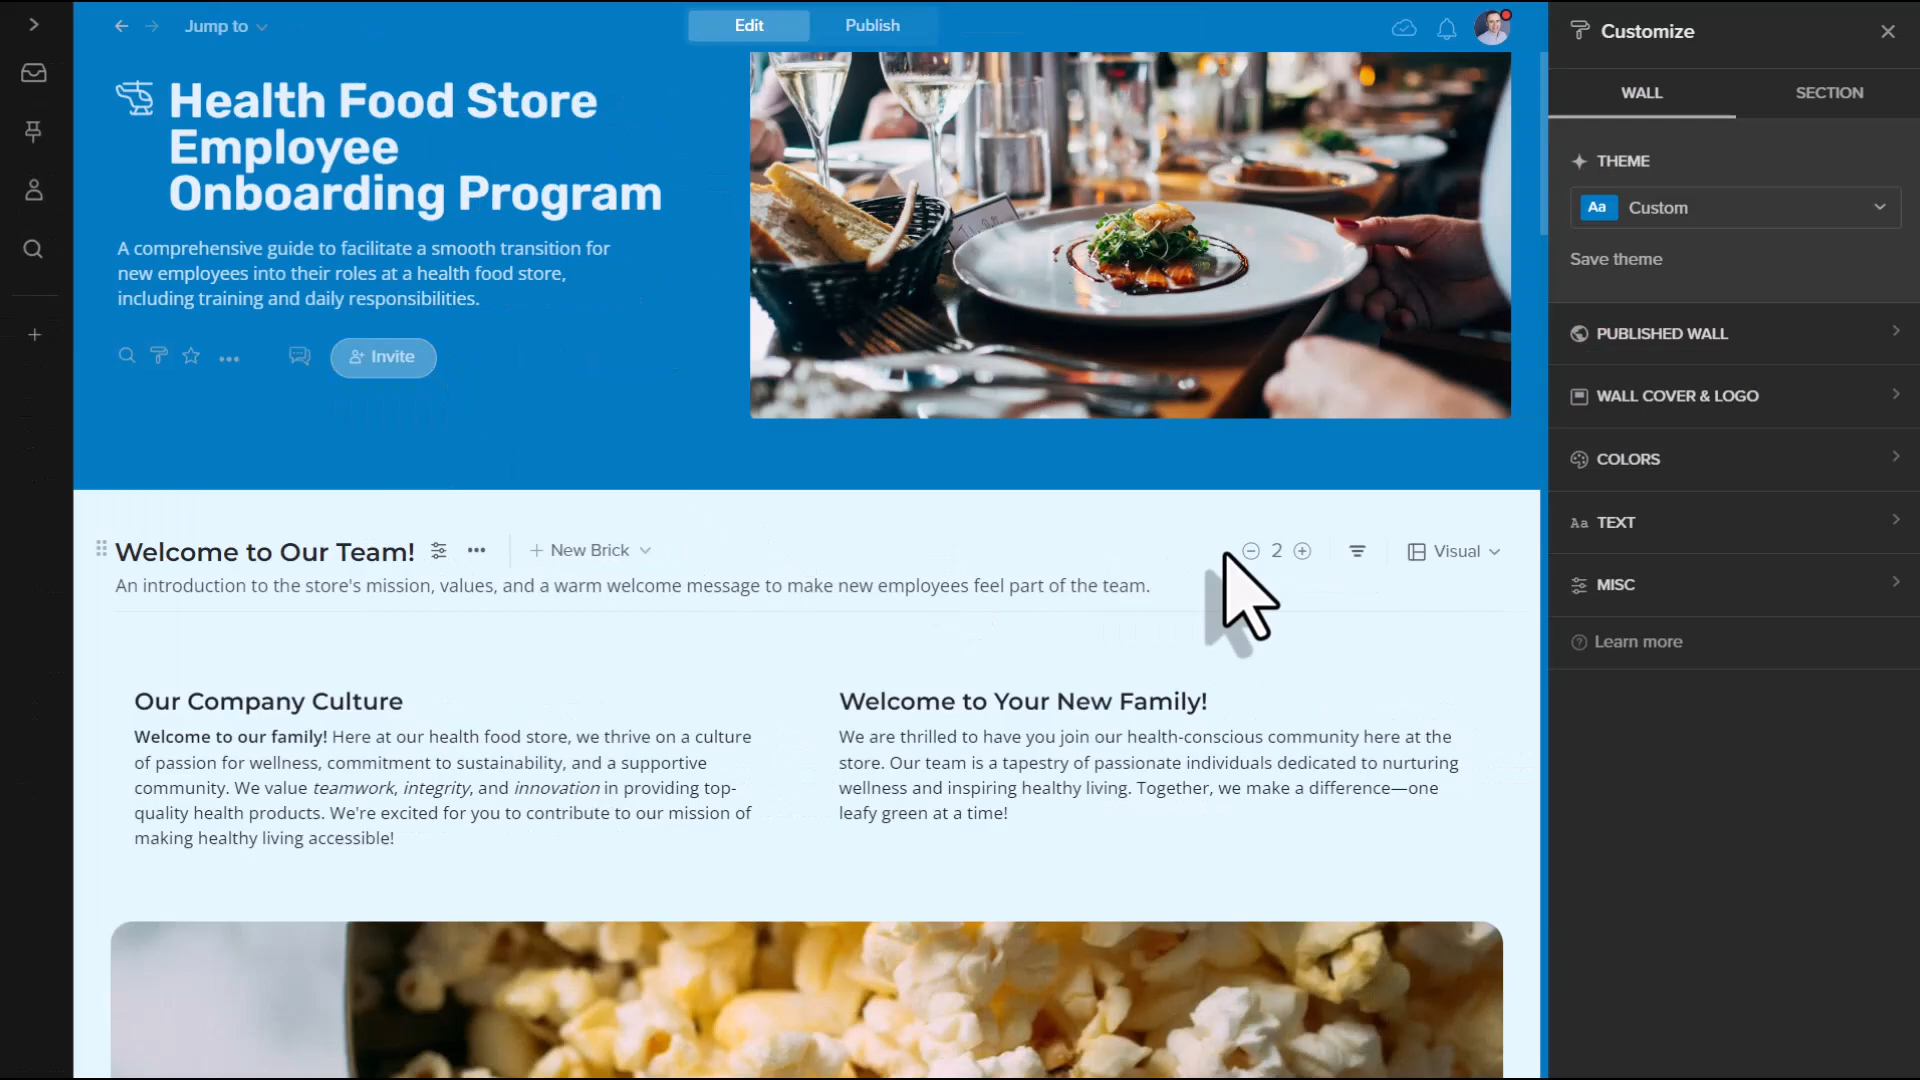 Jump to
Edit
Publish
Customize
WALL
SECTION
THEME
Aa
Custom
Save theme
PUBLISHED WALL
WALL COVER & LOGO
COLORS
Aa TEXT
MISC
Learn more
Health Food Store
Employee
Onboarding Program
A comprehensive guide to facilitate a smooth transition for
new employees into their roles at a health food store,
including training and daily responsibilities.
Invite
Welcome to Our Team!
New Brick
2
Visual
An introduction to the store's mission, values, and a warm welcome message to make new employees feel part of the team.
Our Company Culture
Welcome to our family! Here at our health food store, we thrive on a culture
of passion for wellness, commitment to sustainability, and a supportive
community. We value teamwork, integrity, and innovation in providing top-
quality health products. We're excited for you to contribute to our mission of
making healthy living accessible!
Welcome to Your New Family!
We are thrilled to have you join our health-conscious community here at the
store. Our team is a tapestry of passionate individuals dedicated to nurturing
wellness and inspiring healthy living. Together, we make a difference—one
leafy green at a time!